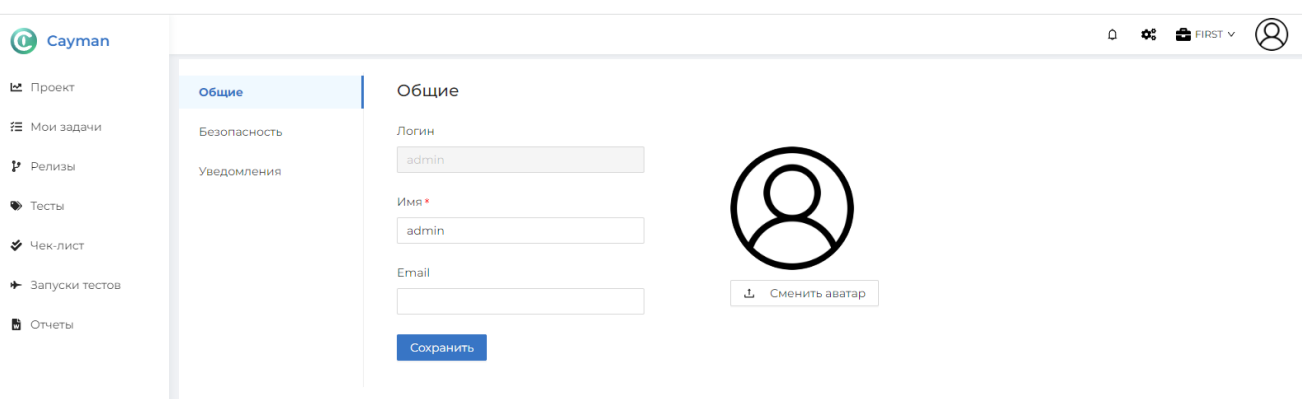 Cayman
FIRST
Проект
Мои задачи
Релизы
Тесты
Чек-лист
Запуски тестов
Отчеты
Общие
Безопасность
Уведомления
Общие
Логин
admin
Имя*
admin
Email
Сохранить
Сменить аватар